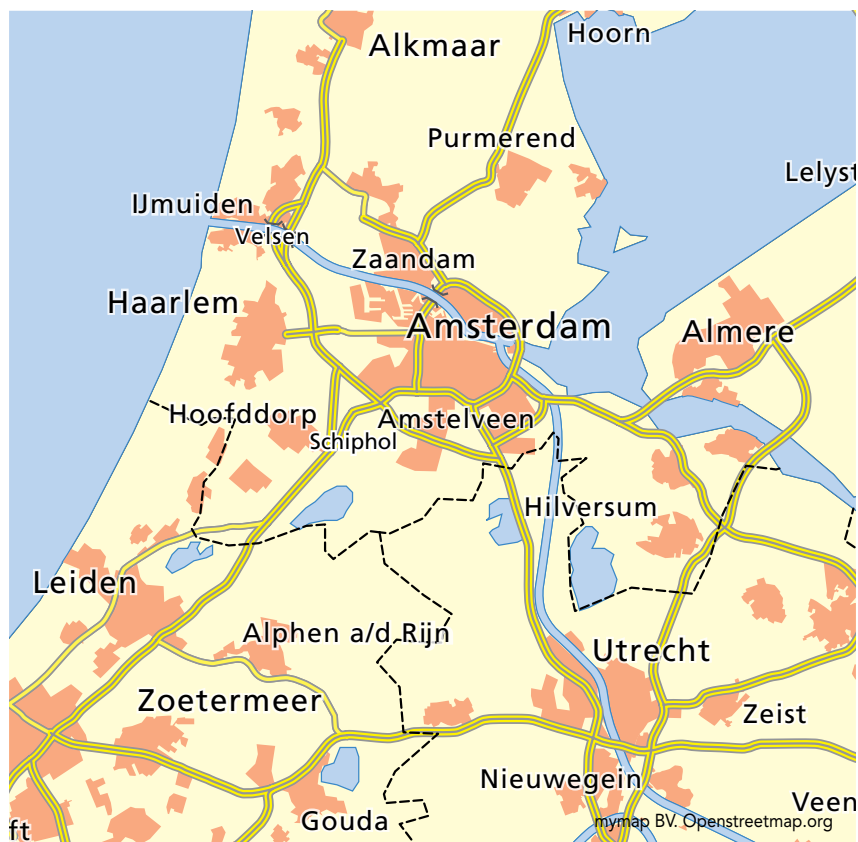 Hoorn
Alkmaar
Purmerend
Lelyst
IJmuiden
Velsen
Zaandam
Haarlem
Amsterdam
Almere
Hoofddorp
Amstelveen
Schiphol
Hilversum
Leiden
Alphen a/d Rijn
Utrecht
Zoetermeer
Zeist
Nieuwegein
Veen
Gouda
mymap BV. Openstreetmap.org
ft